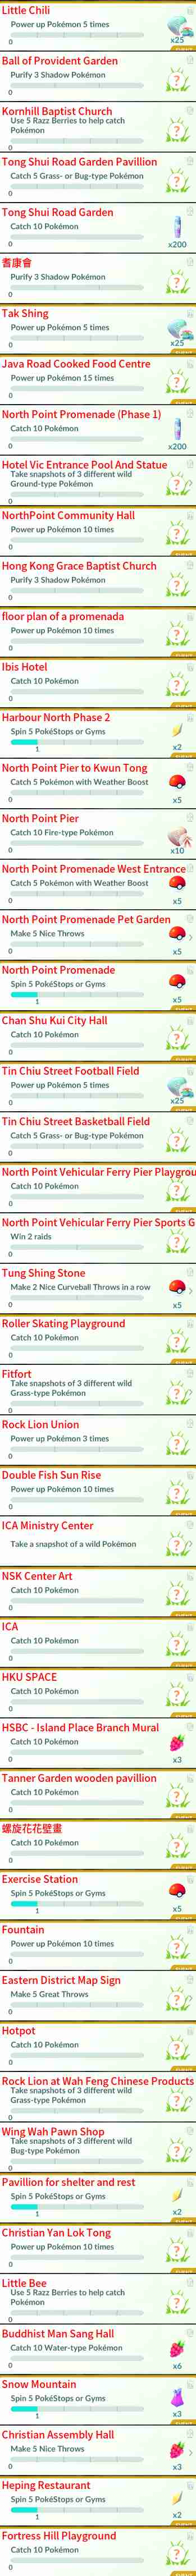 Little Chili
Power up Pokémon 5 times
0
x25
Ball of Provident Garden
Purify 3 Shadow Pokémon
0
?
Kornhill Baptist Church
Use 5 Razz Berries to help catch
Pokémon
0
?
Tong Shui Road Garden Pavillion
Catch 5 Grass- or Bug-type Pokémon
0
?
Tong Shui Road Garden
Catch 10 Pokémon
0
x200
耆康會
Purify 3 Shadow Pokémon
0
?
Tak Shing
Power up Pokémon 5 times
0
x25
Java Road Cooked Food Centre
Power up Pokémon 15 times
0
?
North Point Promenade (Phase 1)
Catch 10 Pokémon
0
x200
Hotel Vic Entrance Pool And Statue
Take snapshots of 3 different wild
Ground-type Pokémon
0
?
NorthPoint Community Hall
Power up Pokémon 10 times
0
?
Hong Kong Grace Baptist Church
Purify 3 Shadow Pokémon
0
?
floor plan of a promenada
Power up Pokémon 10 times
0
?
Ibis Hotel
Catch 10 Pokémon
0
?
Harbour North Phase 2
Spin 5 PokéStops or Gyms
1
x2
North Point Pier to Kwun Tong
Catch 5 Pokémon with Weather Boost
0
x5
North Point Pier
Catch 10 Fire-type Pokémon
0
x10
North Point Promenade West Entrance
Catch 5 Pokémon with Weather Boost
0
x5
North Point Promenade Pet Garden
Make 5 Nice Throws
0
x5
North Point Promenade
Spin 5 PokéStops or Gyms
1
x5
Chan Shu Kui City Hall
Catch 10 Pokémon
0
?
Tin Chiu Street Football Field
Power up Pokémon 5 times
0
x25
Tin Chiu Street Basketball Field
Catch 5 Grass- or Bug-type Pokémon
0
?
North Point Vehicular Ferry Pier Playgrou
Catch 10 Pokémon
0
?
North Point Vehicular Ferry Pier Sports G
Win 2 raids
0
?
Tung Shing Stone
Make 2 Nice Curveball Throws in a row
0
x5
Roller Skating Playground
Catch 10 Pokémon
0
?
Fitfort
Take snapshots of 3 different wild
Grass-type Pokémon
0
?
Rock Lion Union
Power up Pokémon 3 times
0
?
Double Fish Sun Rise
Power up Pokémon 10 times
0
?
ICA Ministry Center
Take a snapshot of a wild Pokémon
?
NSK Center Art
Catch 10 Pokémon
0
?
ICA
Catch 10 Pokémon
0
?
HKU SPACE
Catch 10 Pokémon
0
?
HSBC - Island Place Branch Mural
Catch 10 Pokémon
0
x3
Tanner Garden wooden pavillion
Catch 10 Pokémon
0
?
螺旋花花壁畫
Catch 10 Pokémon
0
?
Exercise Station
Spin 5 PokéStops or Gyms
1
x5
Fountain
Power up Pokémon 10 times
0
?
Eastern District Map Sign
Make 5 Great Throws
0
?
Hotpot
Catch 10 Pokémon
0
?
Rock Lion at Wah Feng Chinese Products
Take snapshots of 3 different wild
Grass-type Pokémon
0
?
Wing Wah Pawn Shop
Take snapshots of 3 different wild
Bug-type Pokémon
0
?
Pavillion for shelter and rest
Spin 5 PokéStops or Gyms
1
x2
Christian Yan Lok Tong
Power up Pokémon 10 times
0
?
Little Bee
Use 5 Razz Berries to help catch
Pokémon
0
?
Buddhist Man Sang Hall
Catch 10 Water-type Pokémon
0
x6
Snow Mountain
Spin 5 PokéStops or Gyms
1
x3
Christian Assembly Hall
Make 5 Nice Throws
0
x3
Heping Restaurant
Spin 5 PokéStops or Gyms
1
x2
Fortress Hill Playground
Catch 10 Pokémon
0
?